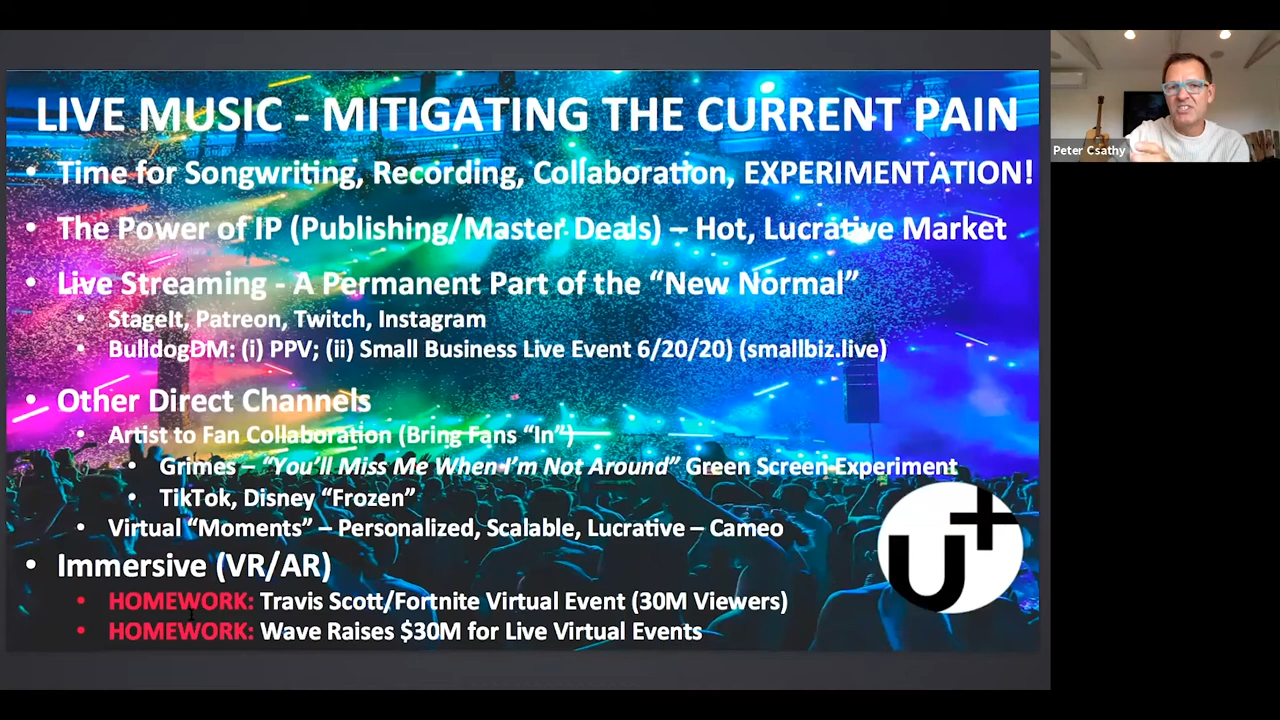 LIVE MUSIC - MITIGATING THE CURRENT PAIN
Peter Csathy
• Time for Songwriting, Recording, Collaboration, EXPERIMENTATION!
• The Power of IP (Publishing/Master Deals) – Hot, Lucrative Market
• Live Streaming - A Permanent Part of the “New Normal”
• StageIt, Patreon, Twitch, Instagram
• BulldogDM: (i) PPV; (ii) Small Business Live Event 6/20/20) (smallbiz.live)
• Other Direct Channels
• Artist to Fan Collaboration (Bring Fans “In”)
• Grimes – “You’ll Miss Me When I’m Not Around” Green Screen Experiment
• TikTok, Disney “Frozen”
• Virtual “Moments” – Personalized, Scalable, Lucrative – Cameo
U+
• Immersive (VR/AR)
• HOMEWORK: Travis Scott/Fortnite Virtual Event (30M Viewers)
• HOMEWORK: Wave Raises $30M for Live Virtual Events